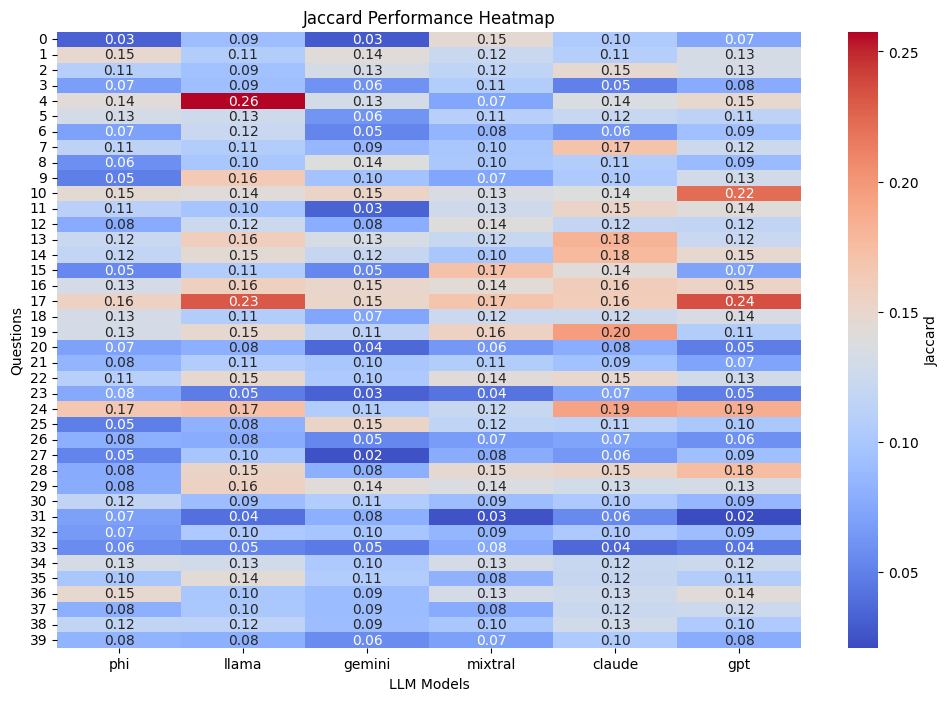 Jaccard Performance Heatmap
0 0.03 0.09 0.03 0.15 0.10 0.07
1 0.15 0.11 0.14 0.12 0.11 0.13
2 0.11 0.09 0.13 0.12 0.15 0.13
3 0.07 0.09 0.06 0.11 0.05 0.08
4 0.14 0.26 0.13 0.07 0.14 0.15
5 0.13 0.13 0.06 0.11 0.12 0.11
6 0.07 0.12 0.05 0.08 0.06 0.09
7 0.11 0.11 0.09 0.10 0.17 0.12
8 0.06 0.10 0.14 0.10 0.11 0.09
9 0.05 0.16 0.10 0.07 0.10 0.13
10 0.15 0.14 0.15 0.13 0.14 0.22
11 0.11 0.10 0.03 0.13 0.15 0.14
12 0.08 0.12 0.08 0.14 0.12 0.12
13 0.12 0.16 0.13 0.12 0.18 0.12
14 0.12 0.15 0.12 0.10 0.18 0.15
15 0.05 0.11 0.05 0.17 0.14 0.07
16 0.13 0.16 0.15 0.14 0.16 0.15
17 0.16 0.23 0.15 0.17 0.16 0.24
18 0.13 0.11 0.07 0.12 0.12 0.14
19 0.13 0.15 0.11 0.16 0.20 0.11
20 0.07 0.08 0.04 0.06 0.08 0.05
21 0.08 0.11 0.10 0.11 0.09 0.07
22 0.11 0.15 0.10 0.14 0.15 0.13
23 0.08 0.05 0.03 0.04 0.07 0.05
24 0.17 0.17 0.11 0.12 0.19 0.19
25 0.05 0.08 0.15 0.12 0.11 0.10
26 0.08 0.08 0.05 0.07 0.07 0.06
27 0.05 0.10 0.02 0.08 0.06 0.09
28 0.08 0.15 0.08 0.15 0.15 0.18
29 0.08 0.16 0.14 0.14 0.13 0.13
30 0.12 0.09 0.11 0.09 0.10 0.09
31 0.07 0.04 0.08 0.03 0.06 0.02
32 0.07 0.10 0.10 0.09 0.10 0.09
33 0.06 0.05 0.05 0.08 0.04 0.04
34 0.13 0.13 0.10 0.13 0.12 0.12
35 0.10 0.14 0.11 0.08 0.12 0.11
36 0.15 0.10 0.09 0.13 0.13 0.14
37 0.08 0.10 0.09 0.08 0.12 0.12
38 0.12 0.12 0.09 0.10 0.13 0.10
39 0.08 0.08 0.06 0.07 0.10 0.08
phi llama gemini mixtral claude gpt
LLM Models
Questions
0.25
0.20
0.15
0.10
0.05
Jaccard